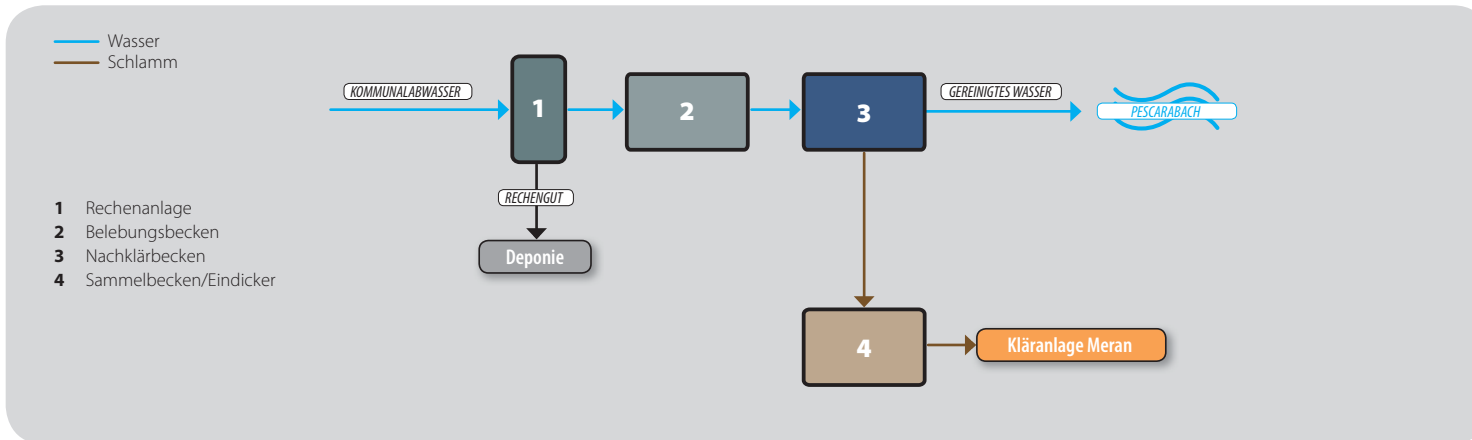 Wasser
Schlamm
KOMMUNALABWASSER
1
2
3
GEREINIGTES WASSER
PESCARABACH
RECHENGUT
Deponie
1 Rechenanlage
2 Belebungsbecken
3 Nachklärbecken
4 Sammelbecken/Eindicker
4
Kläranlage Meran